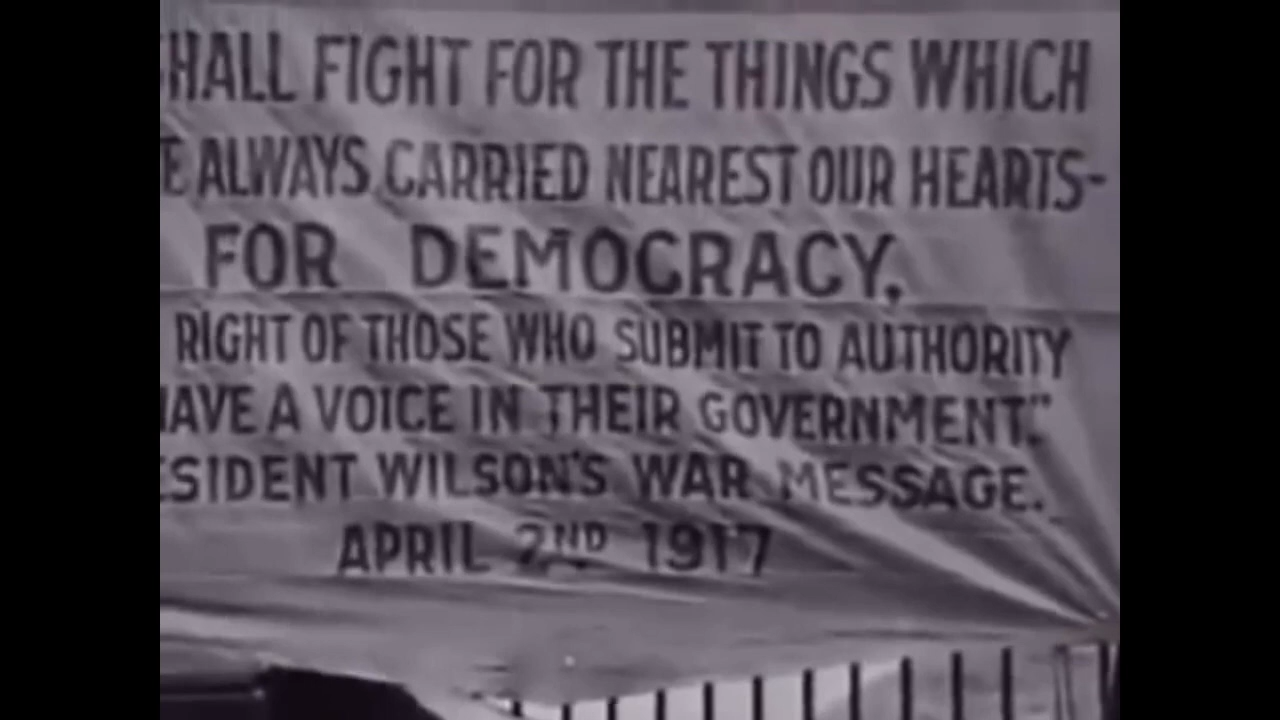 HALL FIGHT FOR THE THINGS WHICH
E ALWAYS CARRIED NEAREST OUR HEARTS-
FOR DEMOCRACY,
RIGHT OF THOSE WHO SUBMIT TO AUTHORITY
AVE A VOICE IN THEIR GOVERNMENT."
ESIDENT WILSON'S WAR MESSAGE.
APRIL 2ND 1917